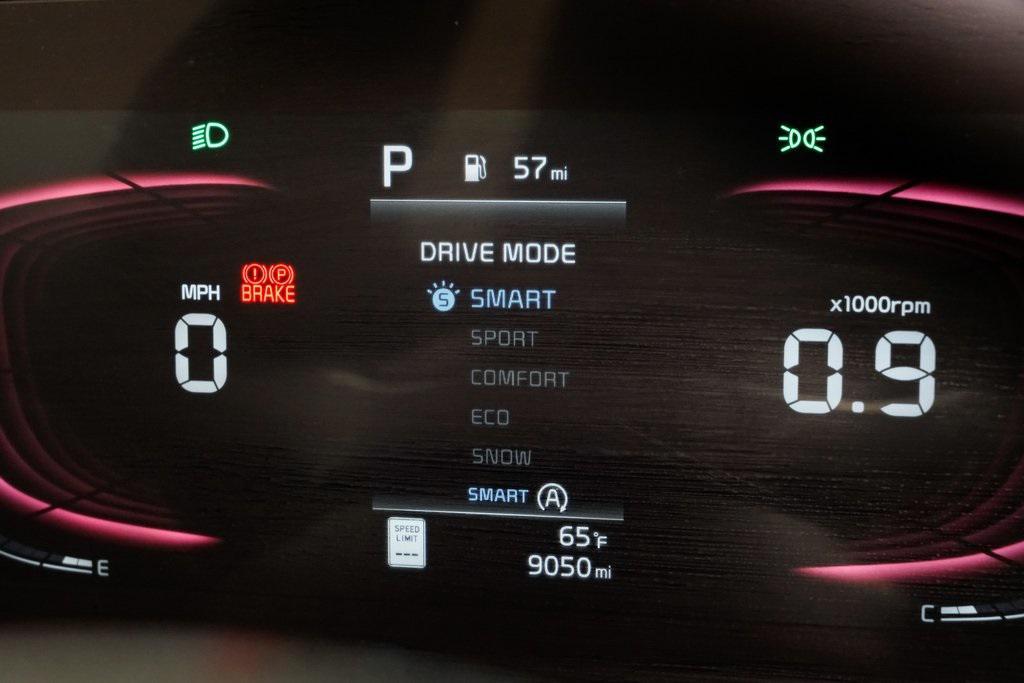 P 57 mi
DRIVE MODE
SMART
SPORT
COMFORT
ECO
SNOW
SMART A
MPH
0
! P
BRAKE
x1000rpm
0.9
SPEED
LIMIT
---
65°F
9050 mi
E
C